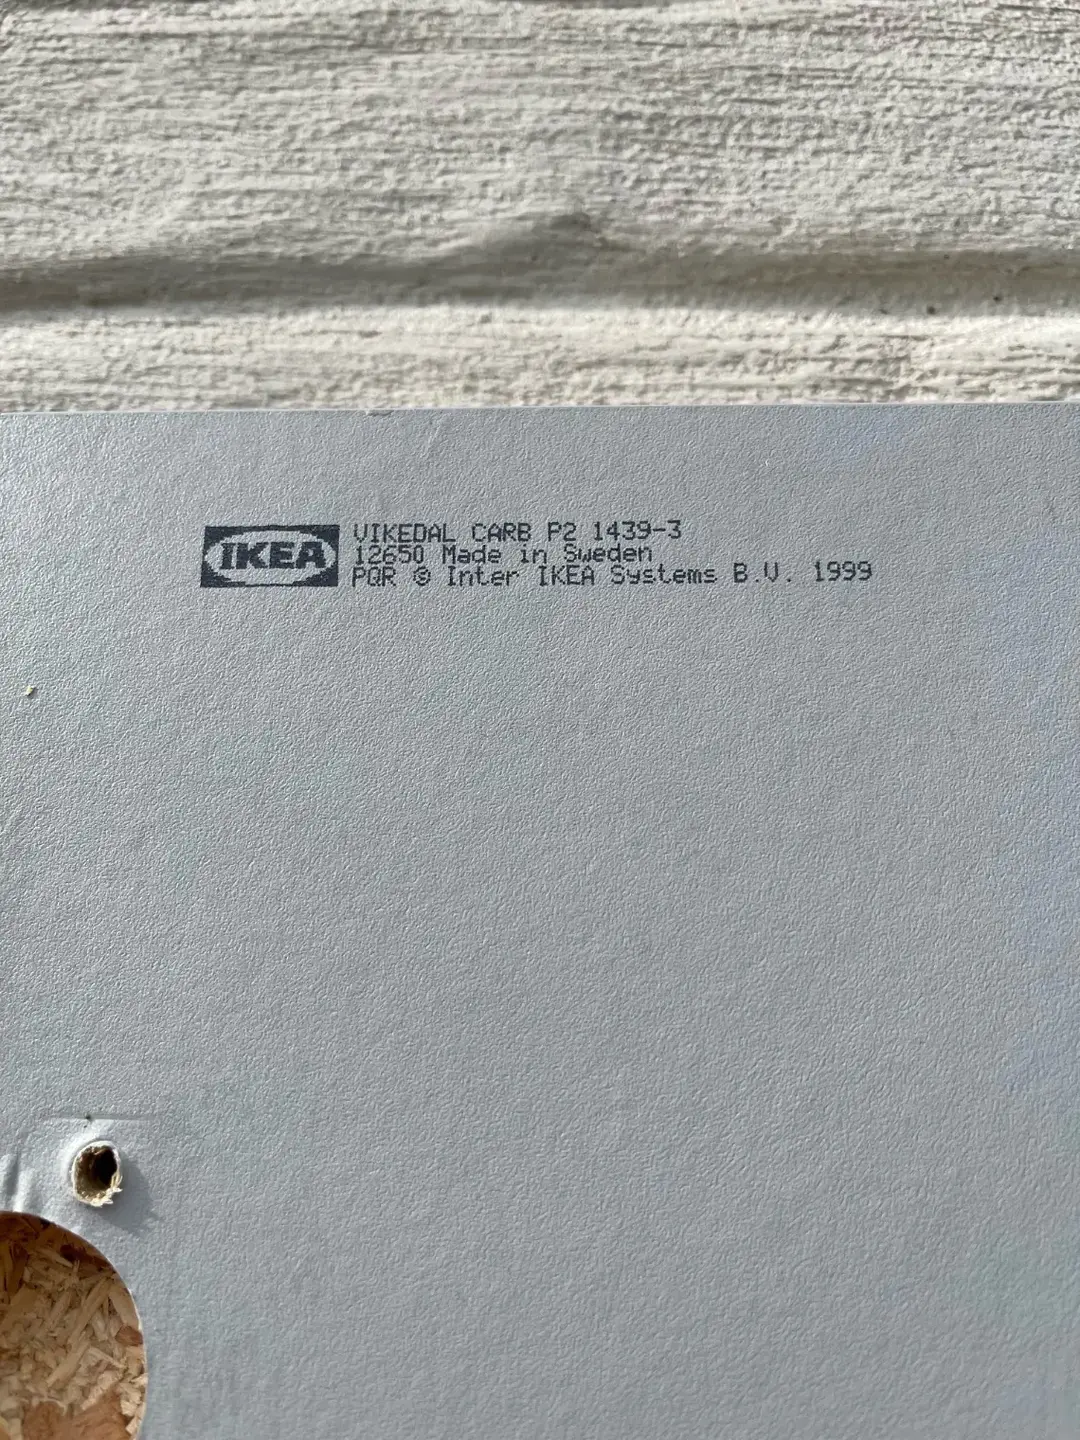 IKEA
VIKEDAL CARB P2 1439-3
12650 Made in Sweden
PQR © Inter IKEA Systems B.V. 1999